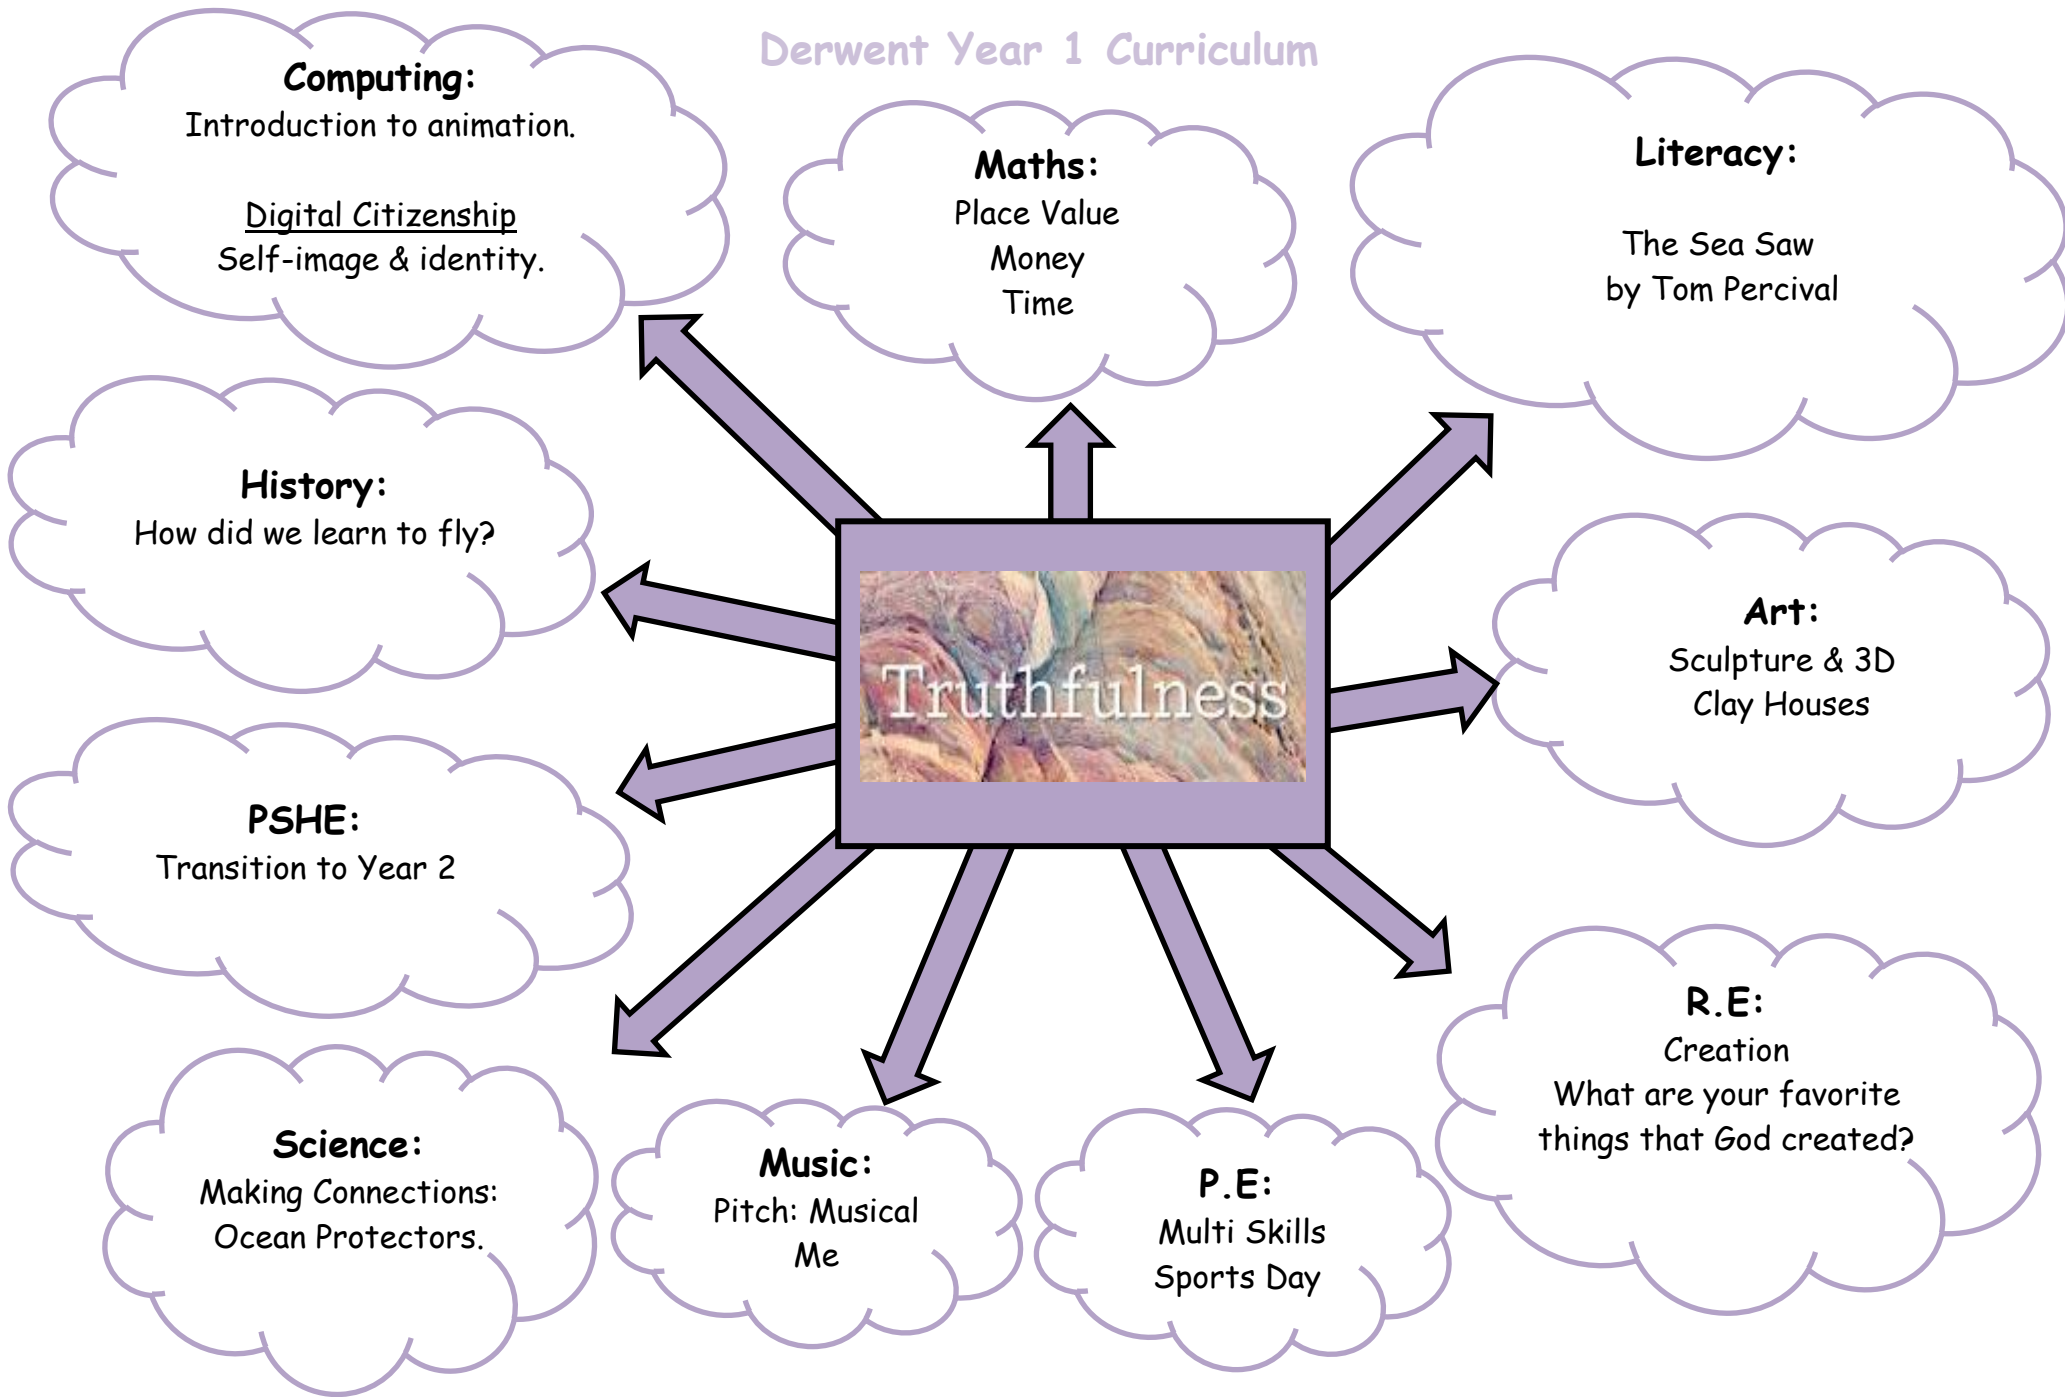 Derwent Year 1 Curriculum
Computing:
Introduction to animation.
Digital Citizenship
Self-image & identity.
Maths:
Place Value
Money
Time
Literacy:
The Sea Saw
by Tom Percival
History:
How did we learn to fly?
Truthfulness
Art:
Sculpture & 3D
Clay Houses
PSHE:
Transition to Year 2
R.E:
Creation
What are your favorite
things that God created?
Science:
Making Connections:
Ocean Protectors.
Music:
Pitch: Musical
Me
P.E:
Multi Skills
Sports Day